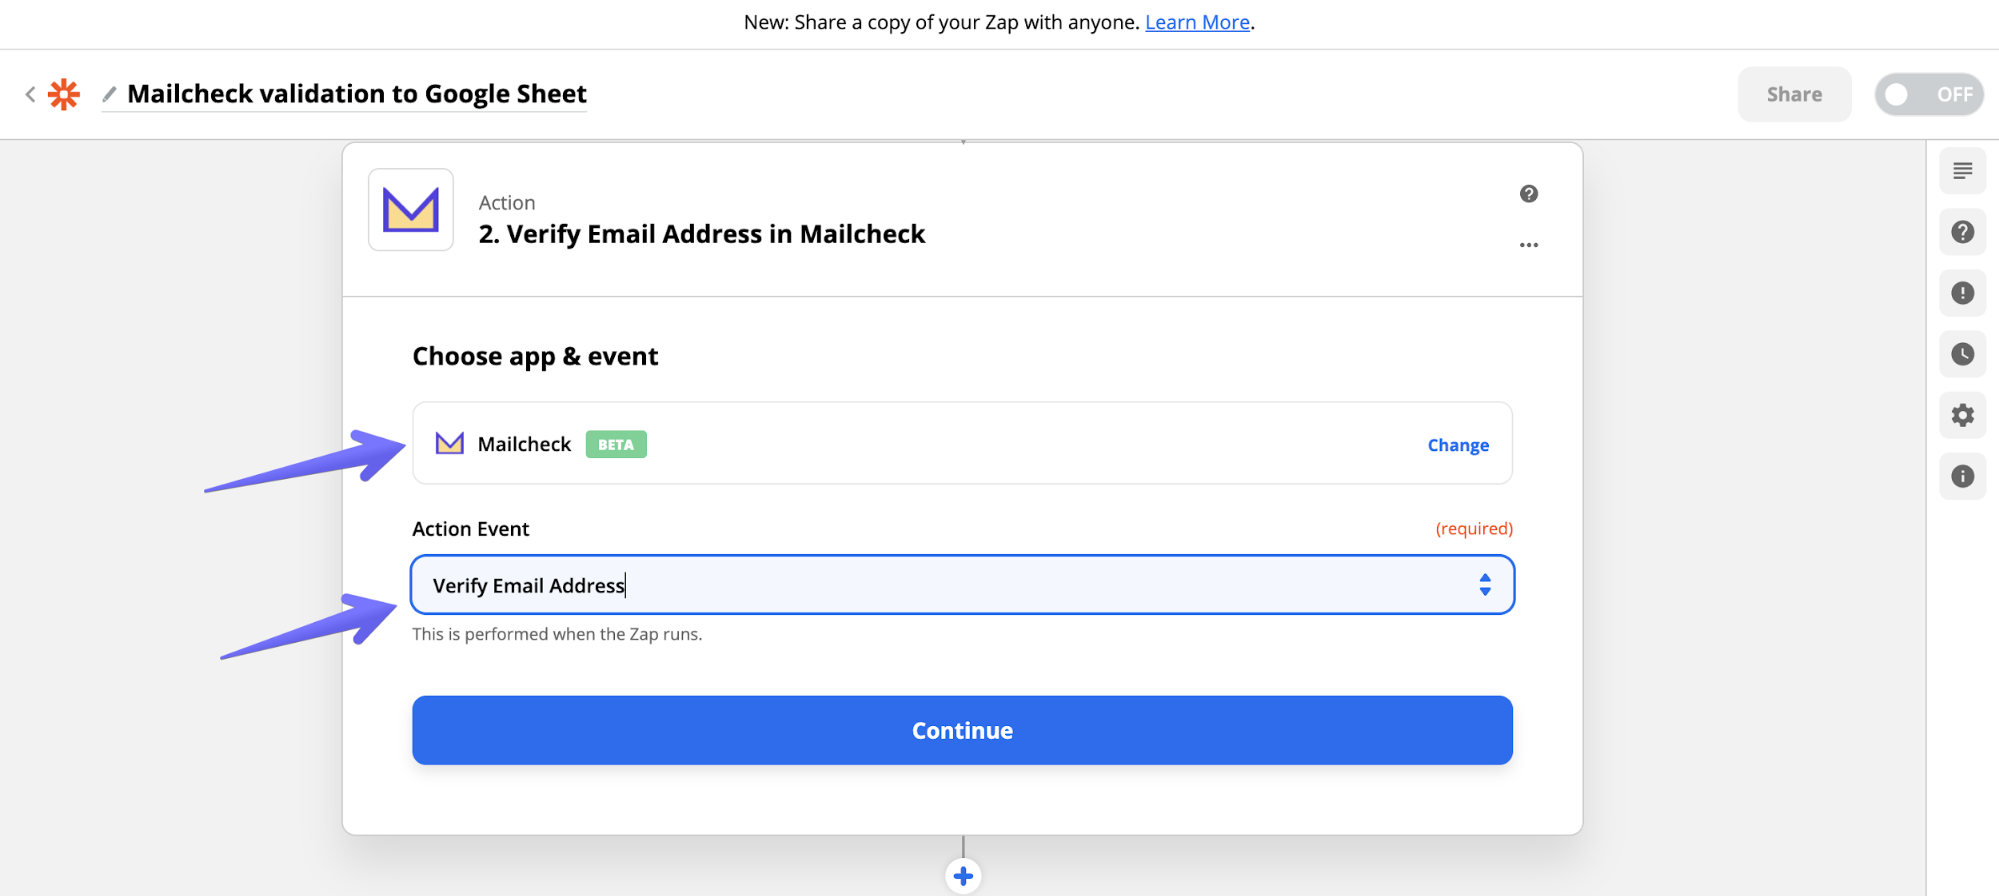 New: Share a copy of your Zap with anyone. Learn More.
Mailcheck validation to Google Sheet
Share
OFF
Action
2. Verify Email Address in Mailcheck
Choose app & event
Mailcheck BETA
Change
Action Event
(required)
Verify Email Address
This is performed when the Zap runs.
Continue